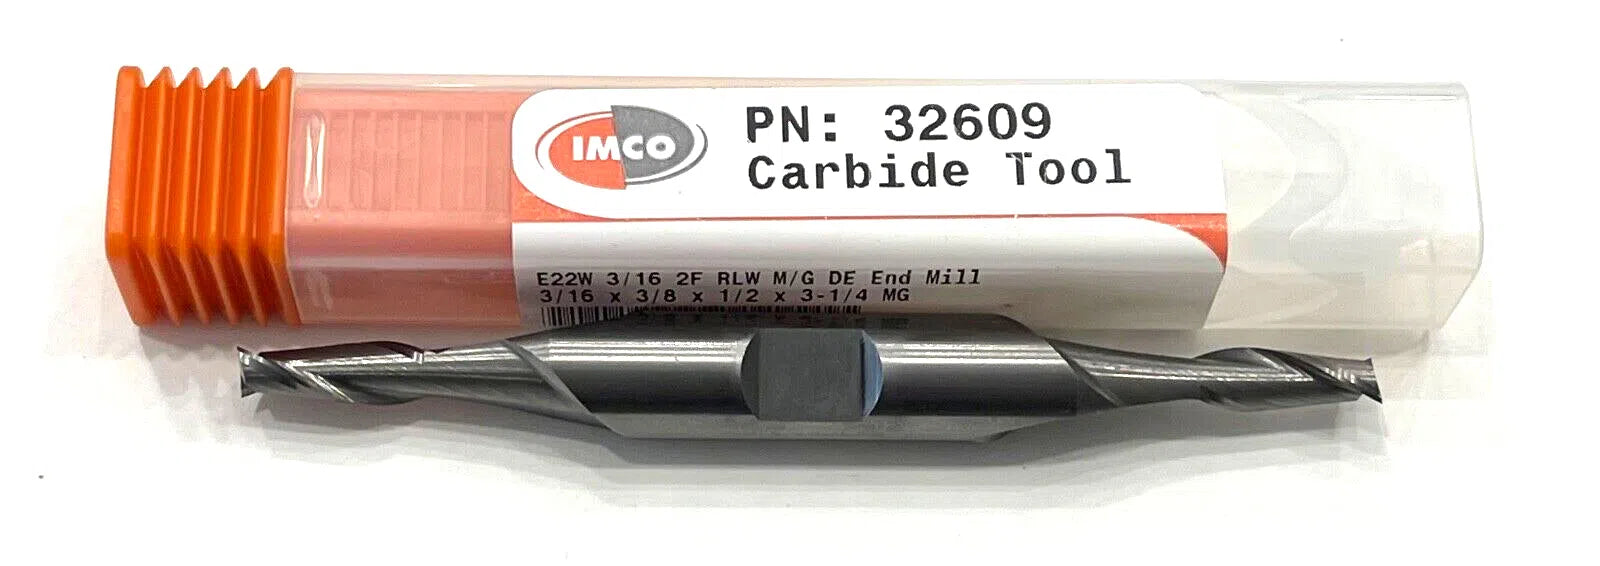 IMCO
PN: 32609
Carbide Tool
E22W 3/16 2F RLW M/G DE End Mill
3/16 x 3/8 x 1/2 x 3-1/4 MG